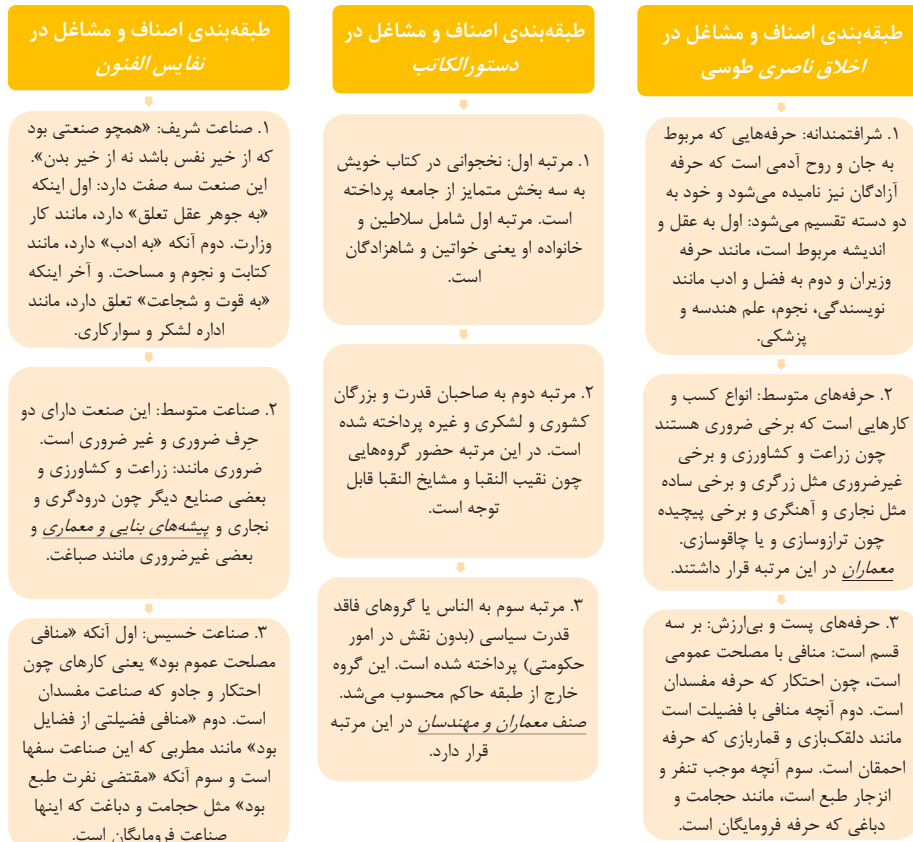 طبقه‌بندی اصناف و مشاغل در
اخلاق ناصری طوسی
۱. شرافتمندانه: حرفه‌هایی که مربوط
به جان و روح آدمی است که حرفه
آزادگان نیز نامیده می‌شود و خود به
دو دسته تقسیم می‌شود: اول به عقل و
اندیشه مربوط است، مانند حرفه
وزیران و دوم به فضل و ادب مانند
نویسندگی، نجوم، علم هندسه و
پزشکی.
۲. حرفه‌های متوسط: انواع کسب و
کارهایی است که برخی ضروری هستند
چون زراعت و کشاورزی و برخی
غیرضروری مثل زرگری و برخی ساده
مثل نجاری و آهنگری و برخی پیچیده
چون ترازوسازی و یا چاقوسازی.
معماران در این مرتبه قرار داشتند.
۳. حرفه‌های پست و بی‌ارزش: بر سه
قسم است: منافی با مصلحت عمومی
است، چون احتکار که حرفه مفسدان
است. دوم آنچه منافی با فضیلت است
مانند دلقک‌بازی و قماربازی که حرفه
احمقان است. سوم آنچه موجب تنفر و
انزجار طبع است، مانند حجامت و
دباغی که حرفه فرومایگان است.
طبقه‌بندی اصناف و مشاغل در
دستورالکاتب
۱. مرتبه اول: نخجوانی در کتاب خویش
به سه بخش متمایز از جامعه پرداخته
است. مرتبه اول شامل سلاطین و
خانواده او یعنی خواتین و شاهزادگان
است.
۲. مرتبه دوم به صاحبان قدرت و بزرگان
کشوری و لشکری و غیره پرداخته شده
است. در این مرتبه حضور گروه‌هایی
چون نقیب النقبا و مشایخ النقبا قابل
توجه است.
۳. مرتبه سوم به الناس یا گروهای فاقد
قدرت سیاسی (بدون نقش در امور
حکومتی) پرداخته شده است. این گروه
خارج از طبقه حاکم محسوب می‌شد.
صنف معماران و مهندسان در این مرتبه
قرار دارد.
طبقه‌بندی اصناف و مشاغل در
نفایس الفنون
۱. صناعت شریف: «همچو صنعتی بود
که از خیر نفس باشد نه از خیر بدن».
این صنعت سه صفت دارد: اول اینکه
«به جوهر عقل تعلق» دارد، مانند کار
وزارت. دوم آنکه «به ادب» دارد، مانند
کتابت و نجوم و مساحت. و آخر اینکه
«به قوت و شجاعت» تعلق دارد، مانند
اداره لشکر و سوارکاری.
۲. صناعت متوسط: این صنعت دارای دو
حِرف ضروری و غیر ضروری است.
ضروری مانند: زراعت و کشاورزی و
بعضی صنایع دیگر چون درودگری و
نجاری و پیشه‌های بنایی و معماری و
بعضی غیرضروری مانند صباغت.
۳. صناعت خسیس: اول آنکه «منافی
مصلحت عموم بود» یعنی کارهای چون
احتکار و جادو که صناعت مفسدان
است. دوم «منافی فضیلتی از فضایل
بود» مانند مطربی که این صناعت سفها
است و سوم آنکه «مقتضی نفرت طبع
بود» مثل حجامت و دباغت که اینها
صناعت فرومایگان است.